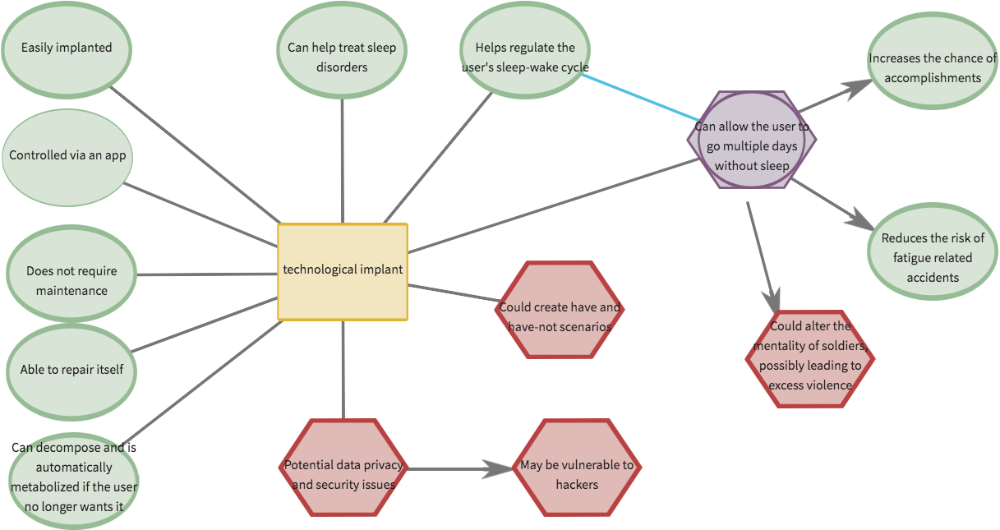 Easily implanted
Can help treat sleep
disorders
Helps regulate the
user's sleep-wake cycle
Increases the chance of
accomplishments
Controlled via an app
Can allow the user to
go multiple days
without sleep
Does not require
maintenance
technological implant
Reduces the risk of
fatigue related
accidents
Could create have and
have-not scenarios
Able to repair itself
Could alter the
mentality of soldiers,
possibly leading to
excess violence
Can decompose and is
automatically
metabolized if the user
no longer wants it
Potential data privacy
and security issues
May be vulnerable to
hackers